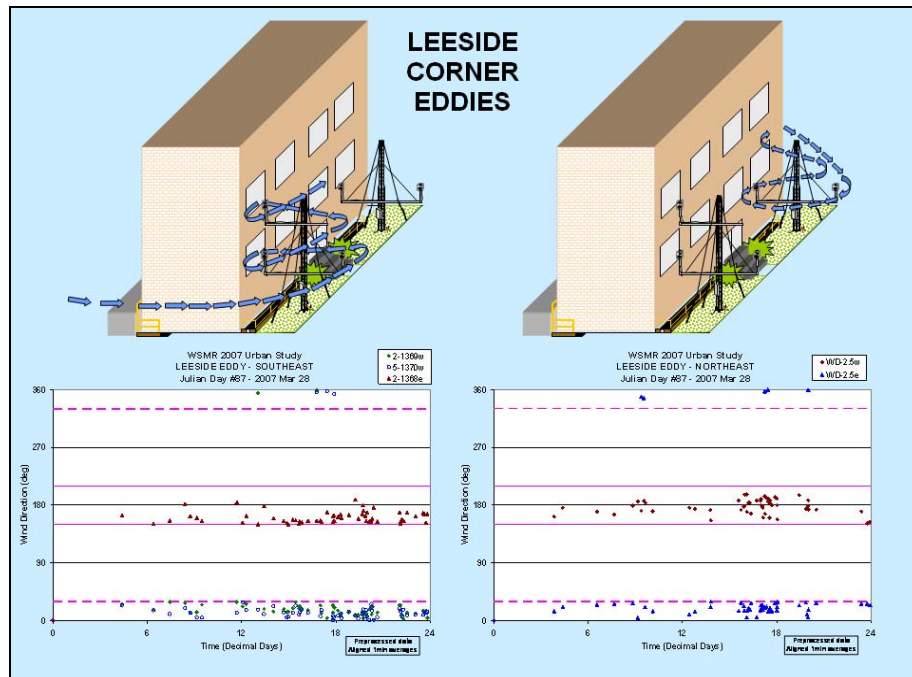 LEESIDE
CORNER
EDDIES
WSMR 2007 Urban Study
LEESIDE EDDY - SOUTHEAST
Julian Day #87 - 2007 Mar 28
2-1369w
5-1370w
2-1368e
360
270
180
90
0
Wind Direction (deg)
0 6 12 18 24
Time (Decimal Days)
Preprocessed data
Aligned 1min averages
WSMR 2007 Urban Study
LEESIDE EDDY - NORTHEAST
Julian Day #87 - 2007 Mar 28
WD-2.5w
WD-2.5e
360
270
180
90
0
Wind Direction (deg)
0 6 12 18 24
Time (Decimal Days)
Preprocessed data
Aligned 1min averages